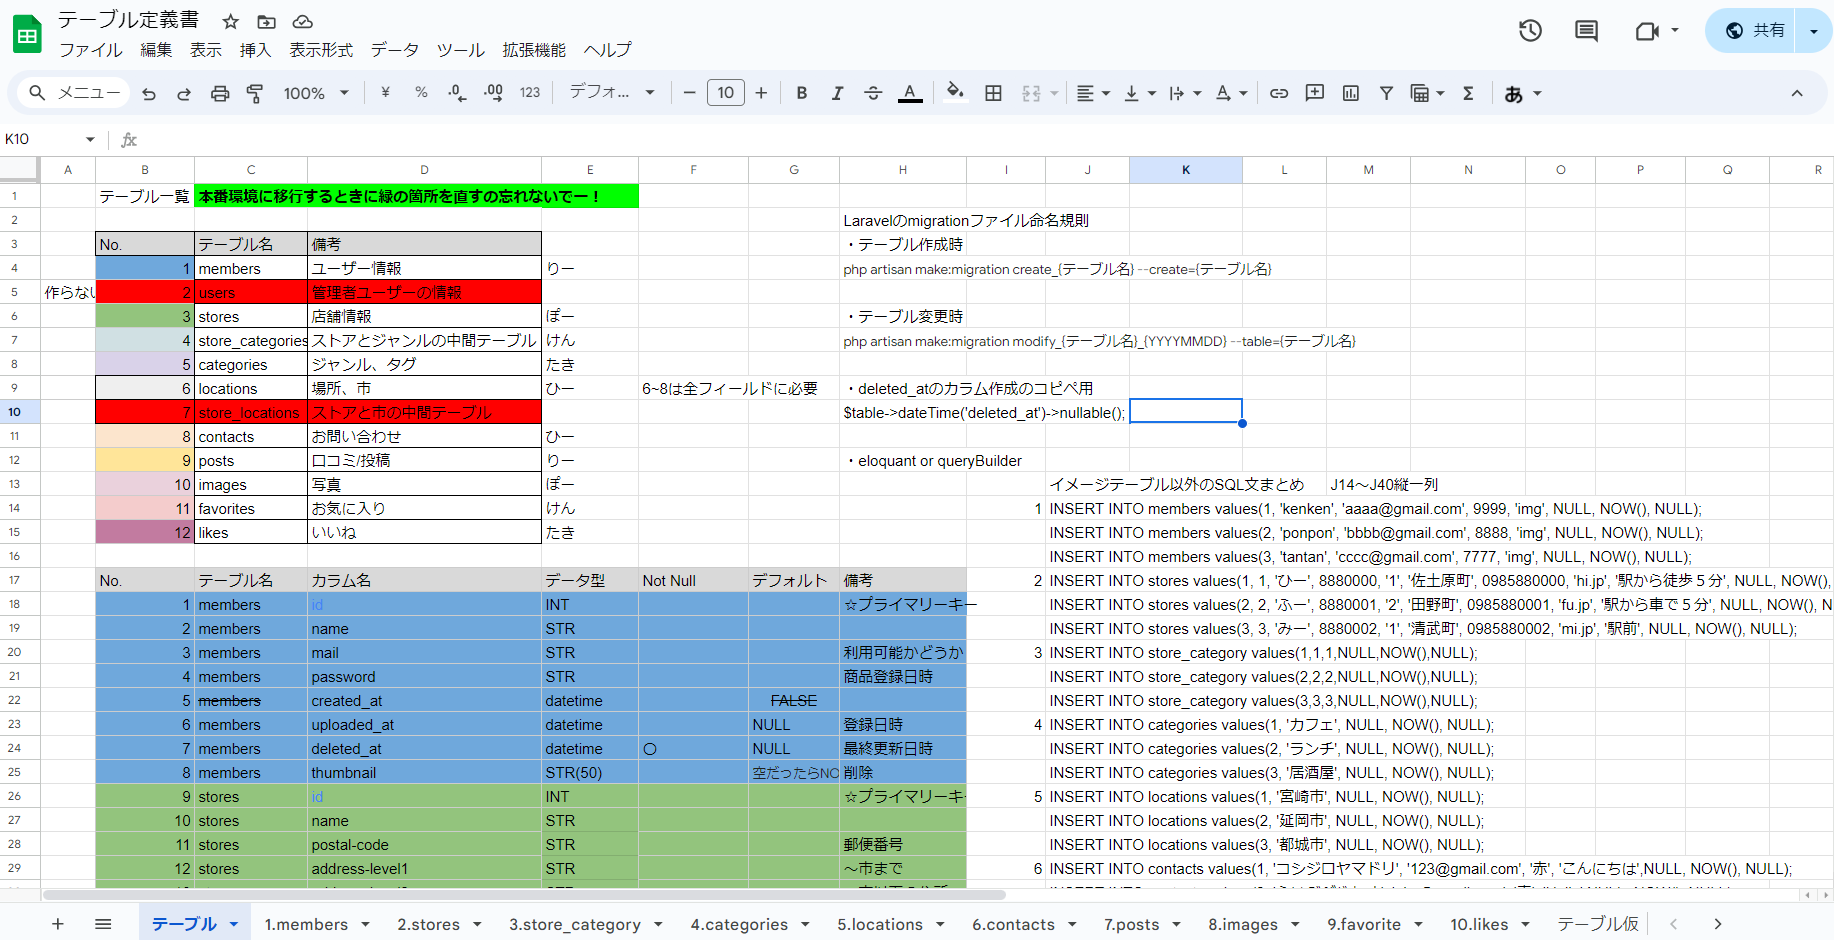 テーブル定義書
ファイル 編集 表示 挿入 表示形式 データ ツール 拡張機能 ヘルプ
共有
メニュー 100% ¥ % .0 .00 123 デフォ... 10 B I A あ
K10 fx
A B C D E F G H I J K L M N O P Q R
1 テーブル一覧 本番環境に移行するときに緑の箇所を直すの忘れないでー！
2 Laravelのmigrationファイル命名規則
3 No. テーブル名 備考 ・テーブル作成時
4 1 members ユーザー情報 りー php artisan make:migration create_{テーブル名} --create={テーブル名}
5 作らない 2 users 管理者ユーザーの情報
6 3 stores 店舗情報 ぽー ・テーブル変更時
7 4 store_categories ストアとジャンルの中間テーブル けん php artisan make:migration modify_{テーブル名}_{YYYYMMDD} --table={テーブル名}
8 5 categories ジャンル、タグ たき
9 6 locations 場所、市 ひー 6~8は全フィールドに必要 ・deleted_atのカラム作成のコピペ用
10 7 store_locations ストアと市の中間テーブル $table->dateTime('deleted_at')->nullable();
11 8 contacts お問い合わせ ひー
12 9 posts 口コミ/投稿 りー ・eloquant or queryBuilder
13 10 images 写真 ぽー イメージテーブル以外のSQL文まとめ J14～J40縦一列
14 11 favorites お気に入り けん 1 INSERT INTO members values(1, 'kenken', 'aaaa@gmail.com', 9999, 'img', NULL, NOW(), NULL);
15 12 likes いいね たき INSERT INTO members values(2, 'ponpon', 'bbbb@gmail.com', 8888, 'img', NULL, NOW(), NULL);
16 INSERT INTO members values(3, 'tantan', 'cccc@gmail.com', 7777, 'img', NULL, NOW(), NULL);
17 No. テーブル名 カラム名 データ型 Not Null デフォルト 備考 2 INSERT INTO stores values(1, 1, 'ひー', 8880000, '1', '佐土原町', 0985880000, 'hi.jp', '駅から徒歩５分', NULL, NOW(),
18 1 members id INT ☆プライマリーキー INSERT INTO stores values(2, 2, 'ふー', 8880001, '2', '田野町', 0985880001, 'fu.jp', '駅から車で５分', NULL, NOW(), N
19 2 members name STR INSERT INTO stores values(3, 3, 'みー', 8880002, '1', '清武町', 0985880002, 'mi.jp', '駅前', NULL, NOW(), NULL);
20 3 members mail STR 利用可能かどうか 3 INSERT INTO store_category values(1,1,1,NULL,NOW(),NULL);
21 4 members password STR 商品登録日時 INSERT INTO store_category values(2,2,2,NULL,NOW(),NULL);
22 5 members created_at datetime FALSE INSERT INTO store_category values(3,3,3,NULL,NOW(),NULL);
23 6 members uploaded_at datetime NULL 登録日時 4 INSERT INTO categories values(1, 'カフェ', NULL, NOW(), NULL);
24 7 members deleted_at datetime 〇 NULL 最終更新日時 INSERT INTO categories values(2, 'ランチ', NULL, NOW(), NULL);
25 8 members thumbnail STR(50) 空だったらNO 削除 INSERT INTO categories values(3, '居酒屋', NULL, NOW(), NULL);
26 9 stores id INT ☆プライマリーキー 5 INSERT INTO locations values(1, '宮崎市', NULL, NOW(), NULL);
27 10 stores name STR INSERT INTO locations values(2, '延岡市', NULL, NOW(), NULL);
28 11 stores postal-code STR 郵便番号 INSERT INTO locations values(3, '都城市', NULL, NOW(), NULL);
29 12 stores address-level1 STR ～市まで 6 INSERT INTO contacts values(1, 'コシジロヤマドリ', '123@gmail.com', '赤', 'こんにちは',NULL, NOW(), NULL);
テーブル 1.members 2.stores 3.store_category 4.categories 5.locations 6.contacts 7.posts 8.images 9.favorite 10.likes テーブル仮